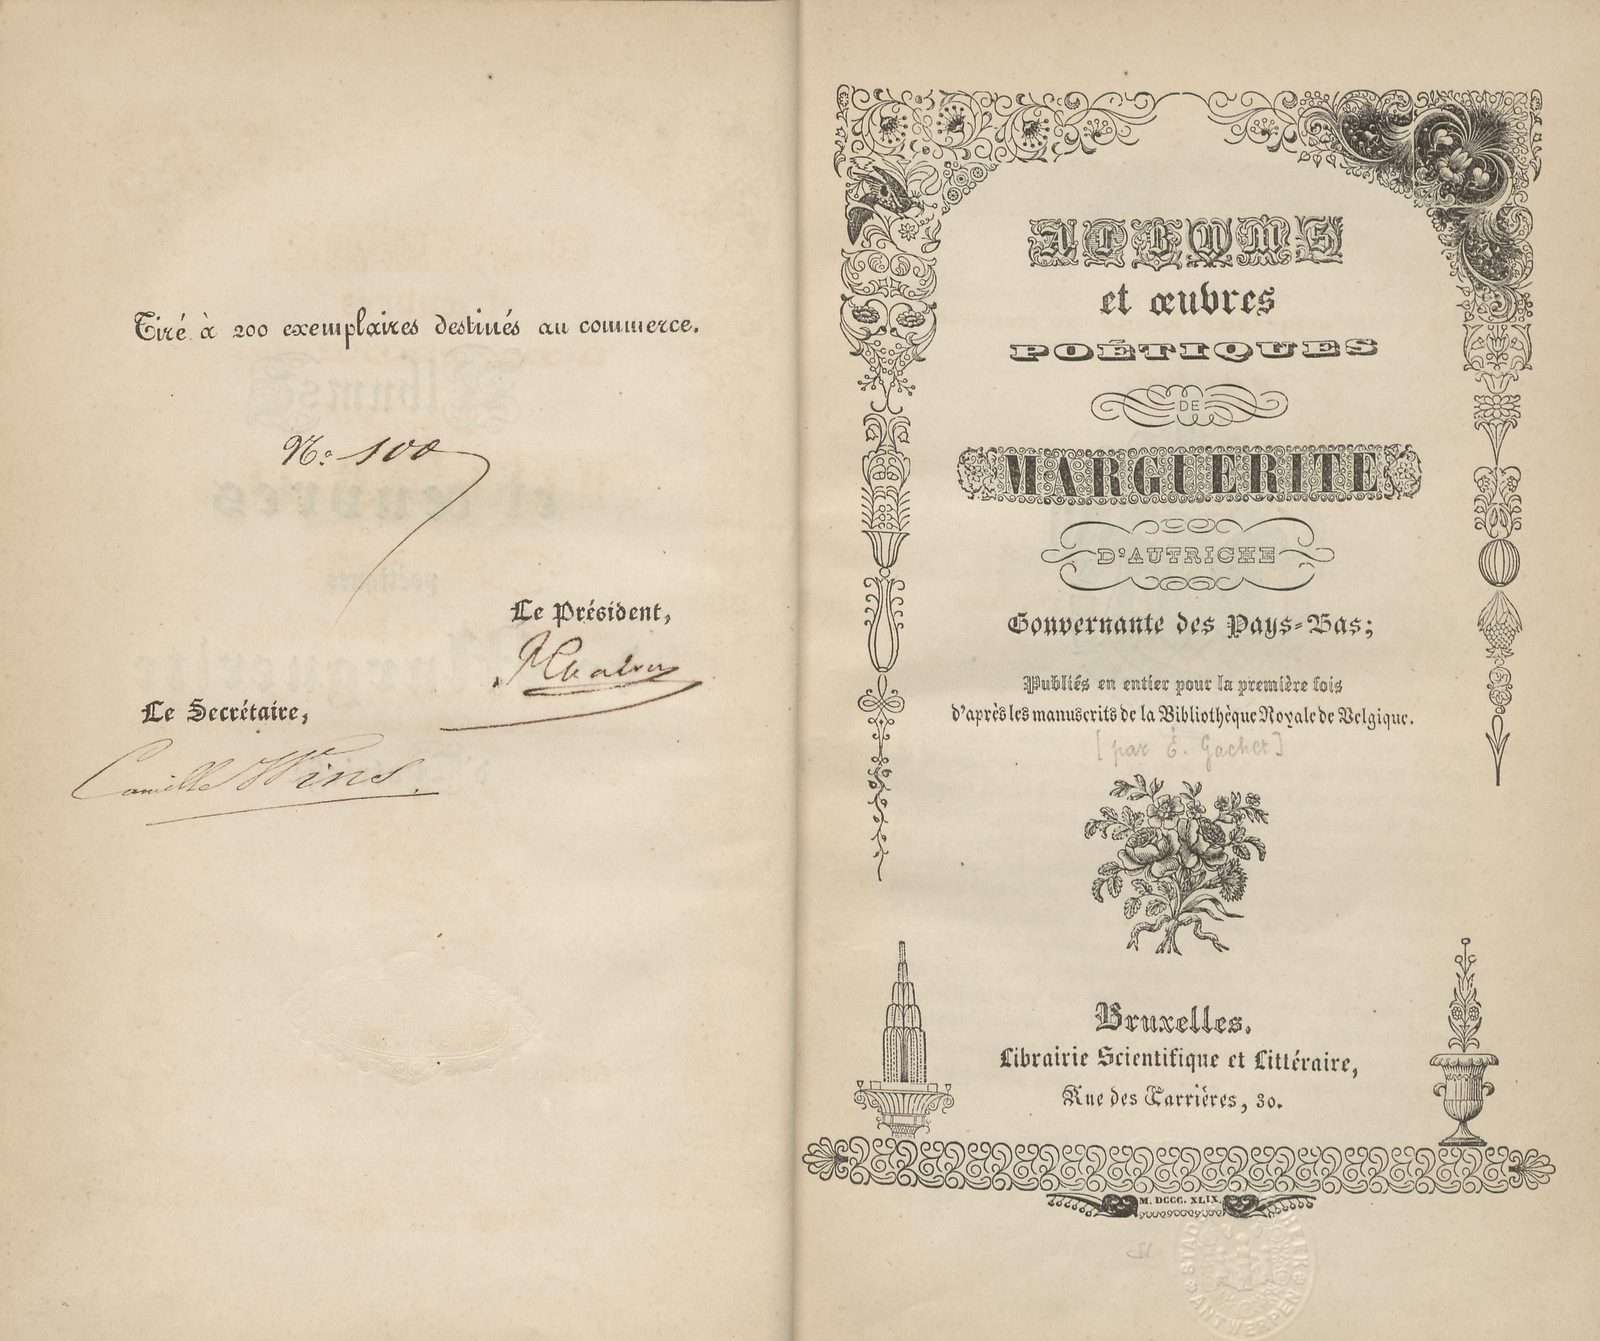 Tiré à 200 exemplaires destinés au commerce.
No 100
Le Président,
Le Secrétaire,
Camille Wins.
ALBUMS
et œuvres
POÉTIQUES
DE
MARGUERITE
D'AUTRICHE
Gouvernante des Pays-Bas;
Publiés en entier pour la première fois
d'après les manuscrits de la Bibliothèque Royale de Belgique.
[par É. Gachet]
Bruxelles.
Librairie Scientifique et Littéraire,
Rue des Carrières, 30.
M. DCCC. XLIX.
ANTWERPEN